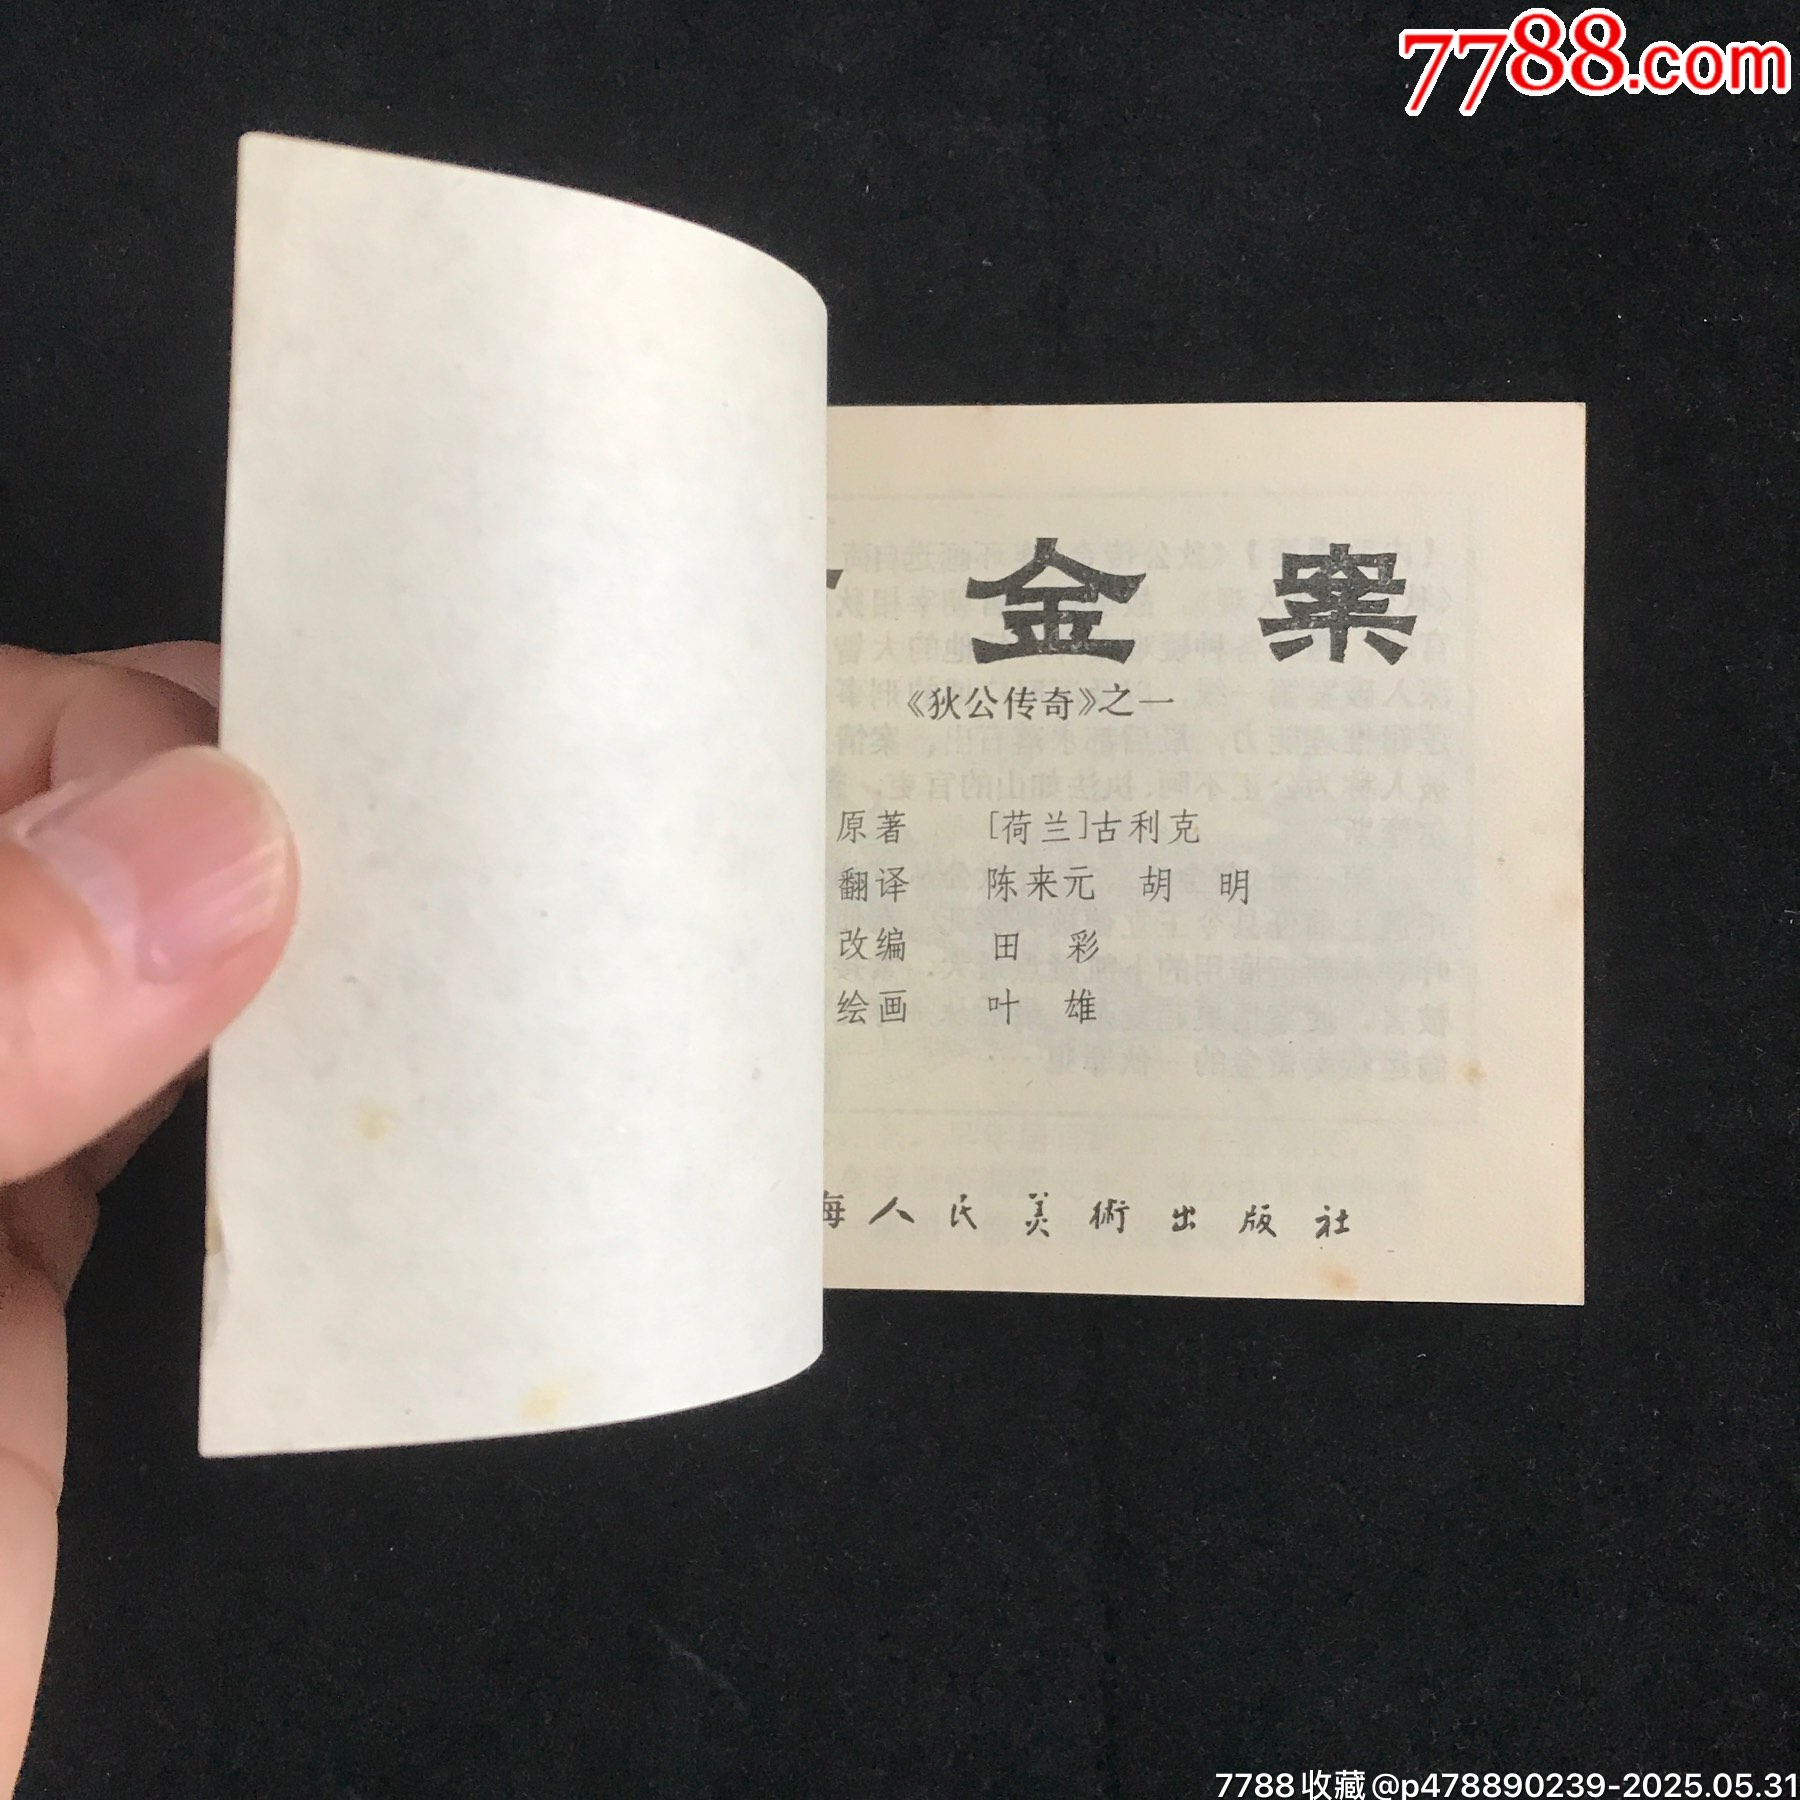 7788.com
金 案
《狄公传奇》之一
原著 [荷兰]古利克
翻译 陈来元 胡 明
改编 田 彩
绘画 叶 雄
海人民美術出版社
7788收藏@p478890239-2025.05.31